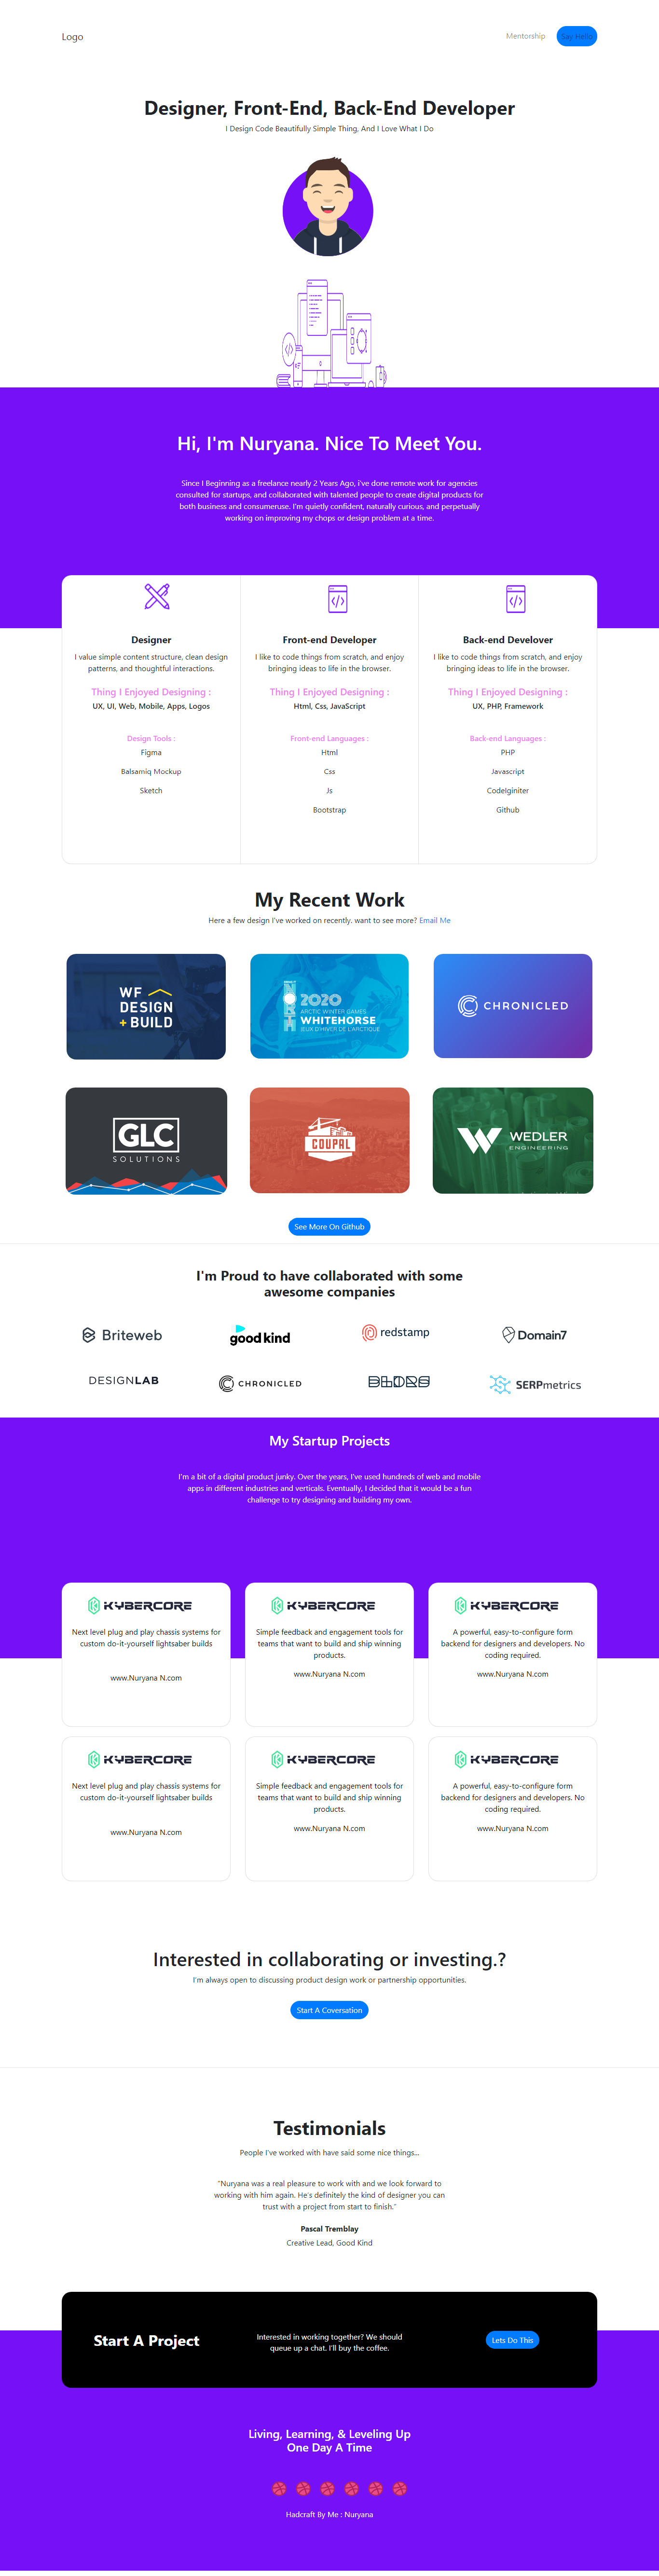 Logo
Mentorship
Say Hello
Designer, Front-End, Back-End Developer
I Design Code Beautifully Simple Thing, And I Love What I Do
Hi, I'm Nuryana. Nice To Meet You.
Since I Beginning as a freelance nearly 2 Years Ago, i've done remote work for agencies
consulted for startups, and collaborated with talented people to create digital products for
both business and consumeruse. I'm quietly confident, naturally curious, and perpetually
working on improving my chops or design problem at a time.
Designer
I value simple content structure, clean design
patterns, and thoughtful interactions.
Thing I Enjoyed Designing :
UX, UI, Web, Mobile, Apps, Logos
Design Tools :
Figma
Balsamiq Mockup
Sketch
Front-end Developer
I like to code things from scratch, and enjoy
bringing ideas to life in the browser.
Thing I Enjoyed Designing :
Html, Css, JavaScript
Front-end Languages :
Html
Css
Js
Bootstrap
Back-end Develover
I like to code things from scratch, and enjoy
bringing ideas to life in the browser.
Thing I Enjoyed Designing :
UX, PHP, Framework
Back-end Languages :
PHP
Javascript
CodeIginiter
Github
My Recent Work
Here a few design I've worked on recently. want to see more? Email Me
WF
DESIGN
+ BUILD
2020
ARCTIC WINTER GAMES
WHITEHORSE
JEUX D'HIVER DE L'ARCTIQUE
CHRONICLED
GLC
SOLUTIONS
COUPAL
WEDLER
ENGINEERING
See More On Github
I'm Proud to have collaborated with some
awesome companies
Briteweb
good kind
redstamp
Domain7
DESIGNLAB
CHRONICLED
SERPmetrics
My Startup Projects
I'm a bit of a digital product junky. Over the years, I've used hundreds of web and mobile
apps in different industries and verticals. Eventually, I decided that it would be a fun
challenge to try designing and building my own.
KYBERCORE
Next level plug and play chassis systems for
custom do-it-yourself lightsaber builds
www.Nuryana N.com
KYBERCORE
Simple feedback and engagement tools for
teams that want to build and ship winning
products.
www.Nuryana N.com
KYBERCORE
A powerful, easy-to-configure form
backend for designers and developers. No
coding required.
www.Nuryana N.com
KYBERCORE
Next level plug and play chassis systems for
custom do-it-yourself lightsaber builds
www.Nuryana N.com
KYBERCORE
Simple feedback and engagement tools for
teams that want to build and ship winning
products.
www.Nuryana N.com
KYBERCORE
A powerful, easy-to-configure form
backend for designers and developers. No
coding required.
www.Nuryana N.com
Interested in collaborating or investing.?
I'm always open to discussing product design work or partnership opportunities.
Start A Coversation
Testimonials
People I've worked with have said some nice things...
"Nuryana was a real pleasure to work with and we look forward to
working with him again. He's definitely the kind of designer you can
trust with a project from start to finish."
Pascal Tremblay
Creative Lead, Good Kind
Start A Project
Interested in working together? We should
queue up a chat. I'll buy the coffee.
Lets Do This
Living, Learning, & Leveling Up
One Day A Time
Hadcraft By Me : Nuryana